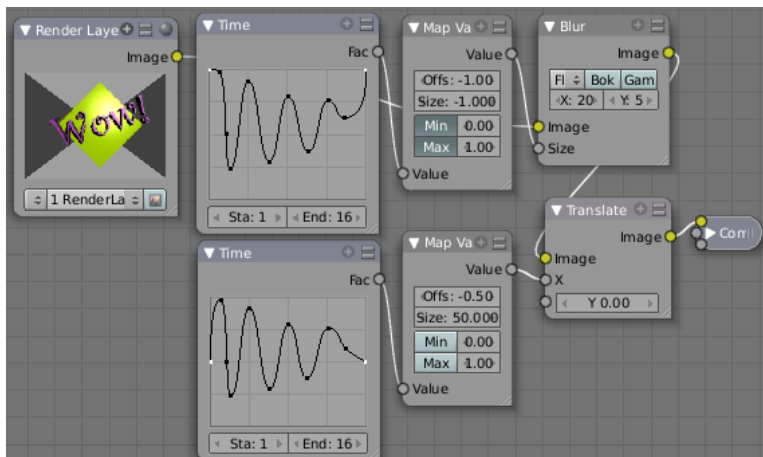 Render Laye
Image
Wow!
1 RenderLa
Time
Fac
Sta: 1
End: 16
Map Va
Value
Offs: -1.00
Size: -1.000
Min 0.00
Max 1.00
Value
Blur
Image
Fl Bok Gam
X: 20 Y: 5
Image
Size
Time
Fac
Sta: 1
End: 16
Map Va
Value
Offs: -0.50
Size: 50.000
Min 0.00
Max 1.00
Value
Translate
Image
Image
X
Y 0.00